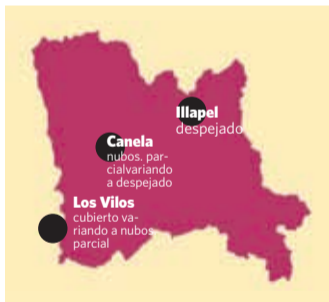 Illapel
despejado
Canela
nubos. par-
cialvariando
a despejado
Los Vilos
cubierto va-
riando a nubos
parcial